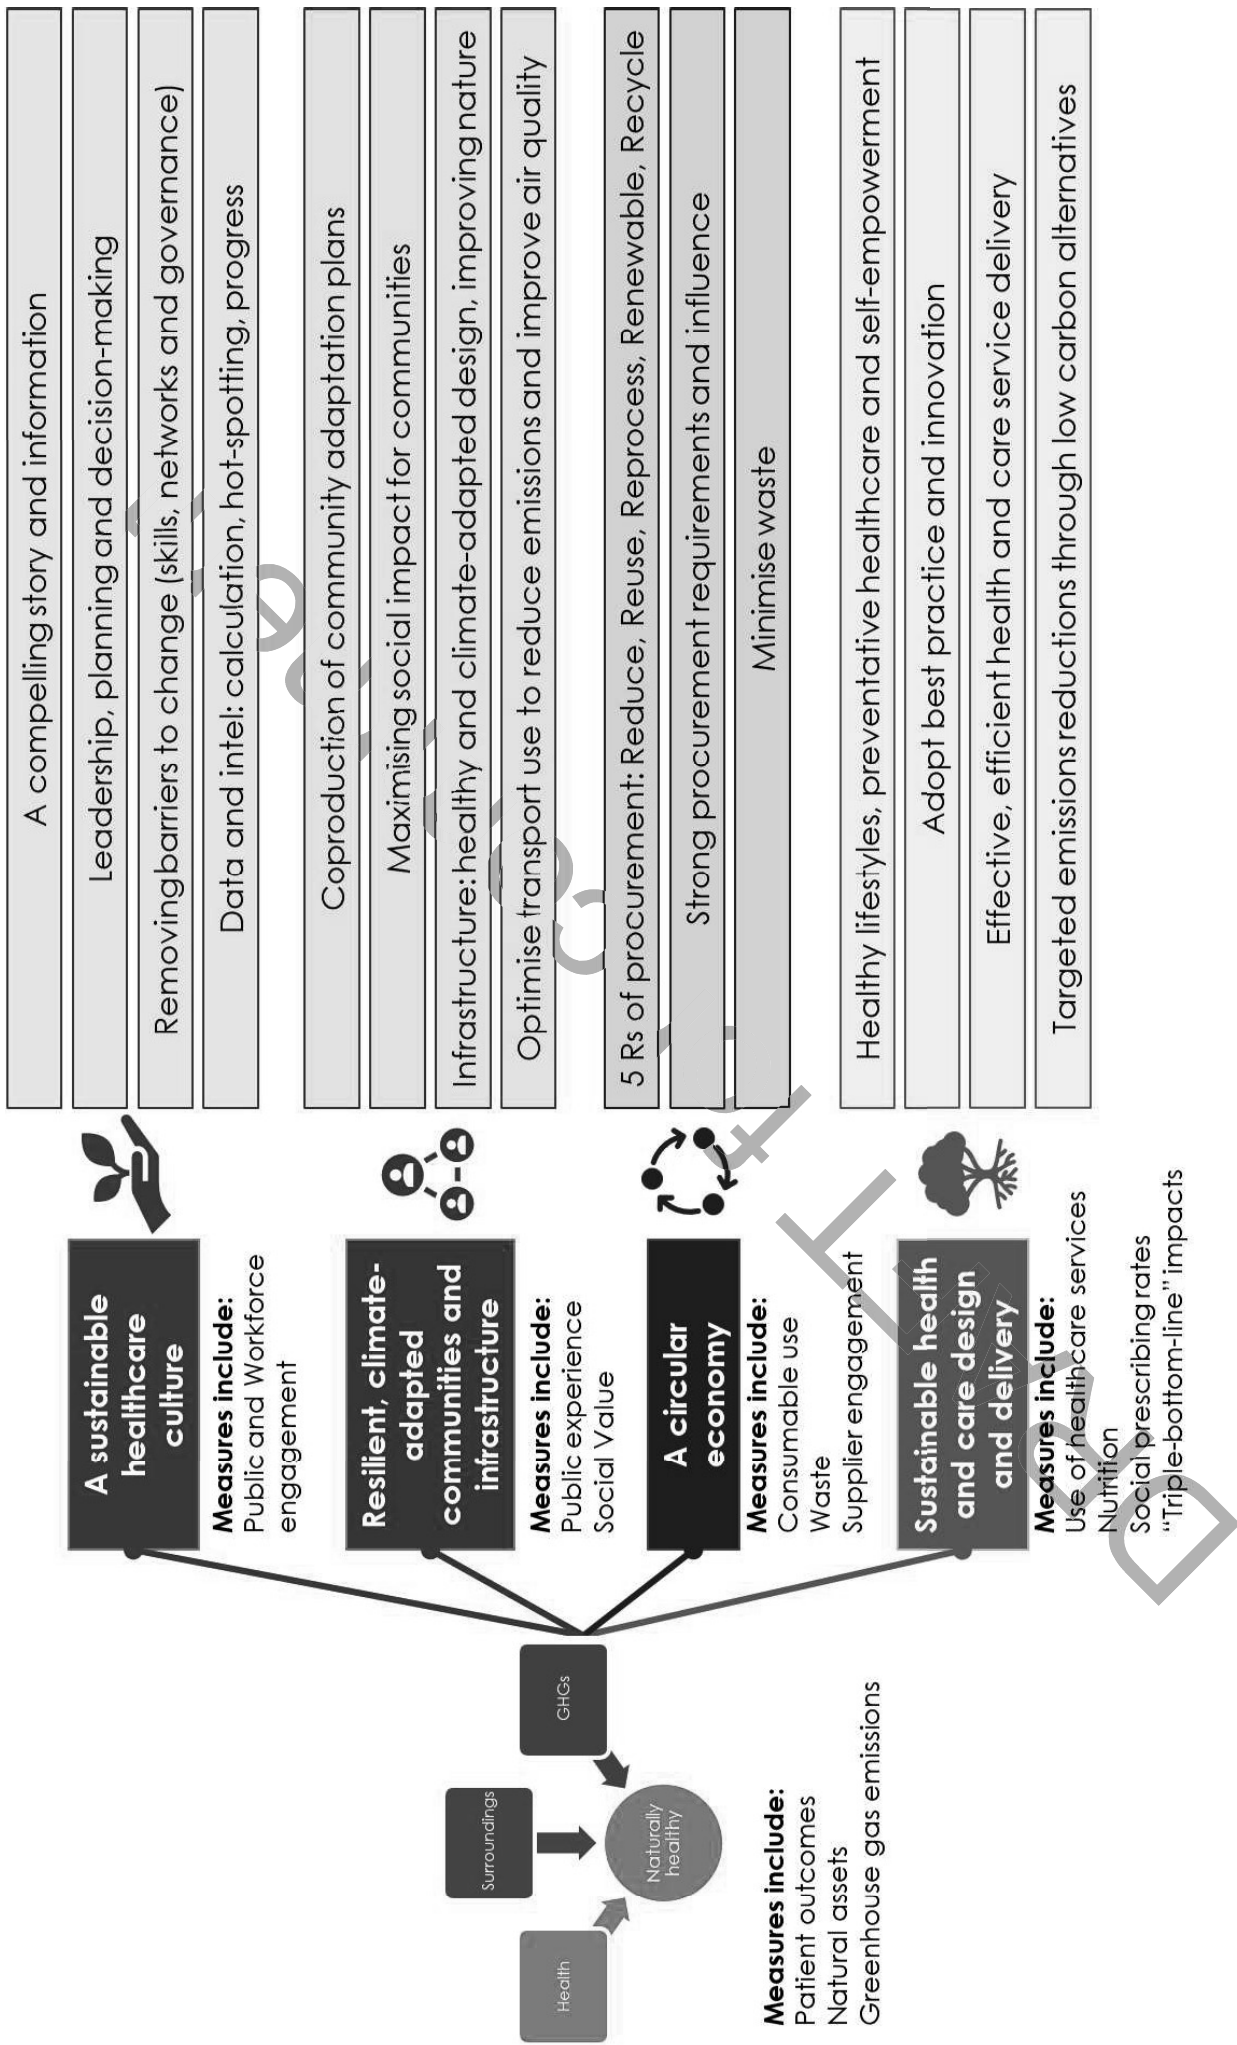 Health
Surroundings
GHGs
Naturally
healthy
Measures include:
Patient outcomes
Natural assets
Greenhouse gas emissions
A sustainable
healthcare
culture
Measures include:
Public and Workforce
engagement
A compelling story and information
Leadership, planning and decision-making
Removing barriers to change (skills, networks and governance)
Data and intel: calculation, hot-spotting, progress
Resilient, climate-
adapted
communities and
infrastructure
Measures include:
Public experience
Social Value
Coproduction of community adaptation plans
Maximising social impact for communities
Infrastructure: healthy and climate-adapted design, improving nature
Optimise transport use to reduce emissions and improve air quality
A circular
economy
Measures include:
Consumable use
Waste
Supplier engagement
5 Rs of procurement: Reduce, Reuse, Reprocess, Renewable, Recycle
Strong procurement requirements and influence
Minimise waste
Sustainable health
and care design
and delivery
Measures include:
Use of healthcare services
Nutrition
Social prescribing rates
“Triple-bottom-line” impacts
Healthy lifestyles, preventative healthcare and self-empowerment
Adopt best practice and innovation
Effective, efficient health and care service delivery
Targeted emissions reductions through low carbon alternatives